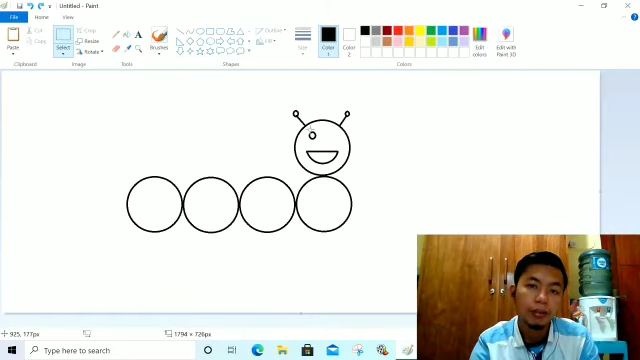 Untitled - Paint
File Home View
Paste
Cut
Copy
Clipboard
Select
Crop
Resize
Rotate
Image
Brushes
Tools
Outline
Fill
Shapes
Size
Color 1
Color 2
Edit colors
Edit with Paint 3D
Colors
925, 177px
1794 × 726px
Type here to search